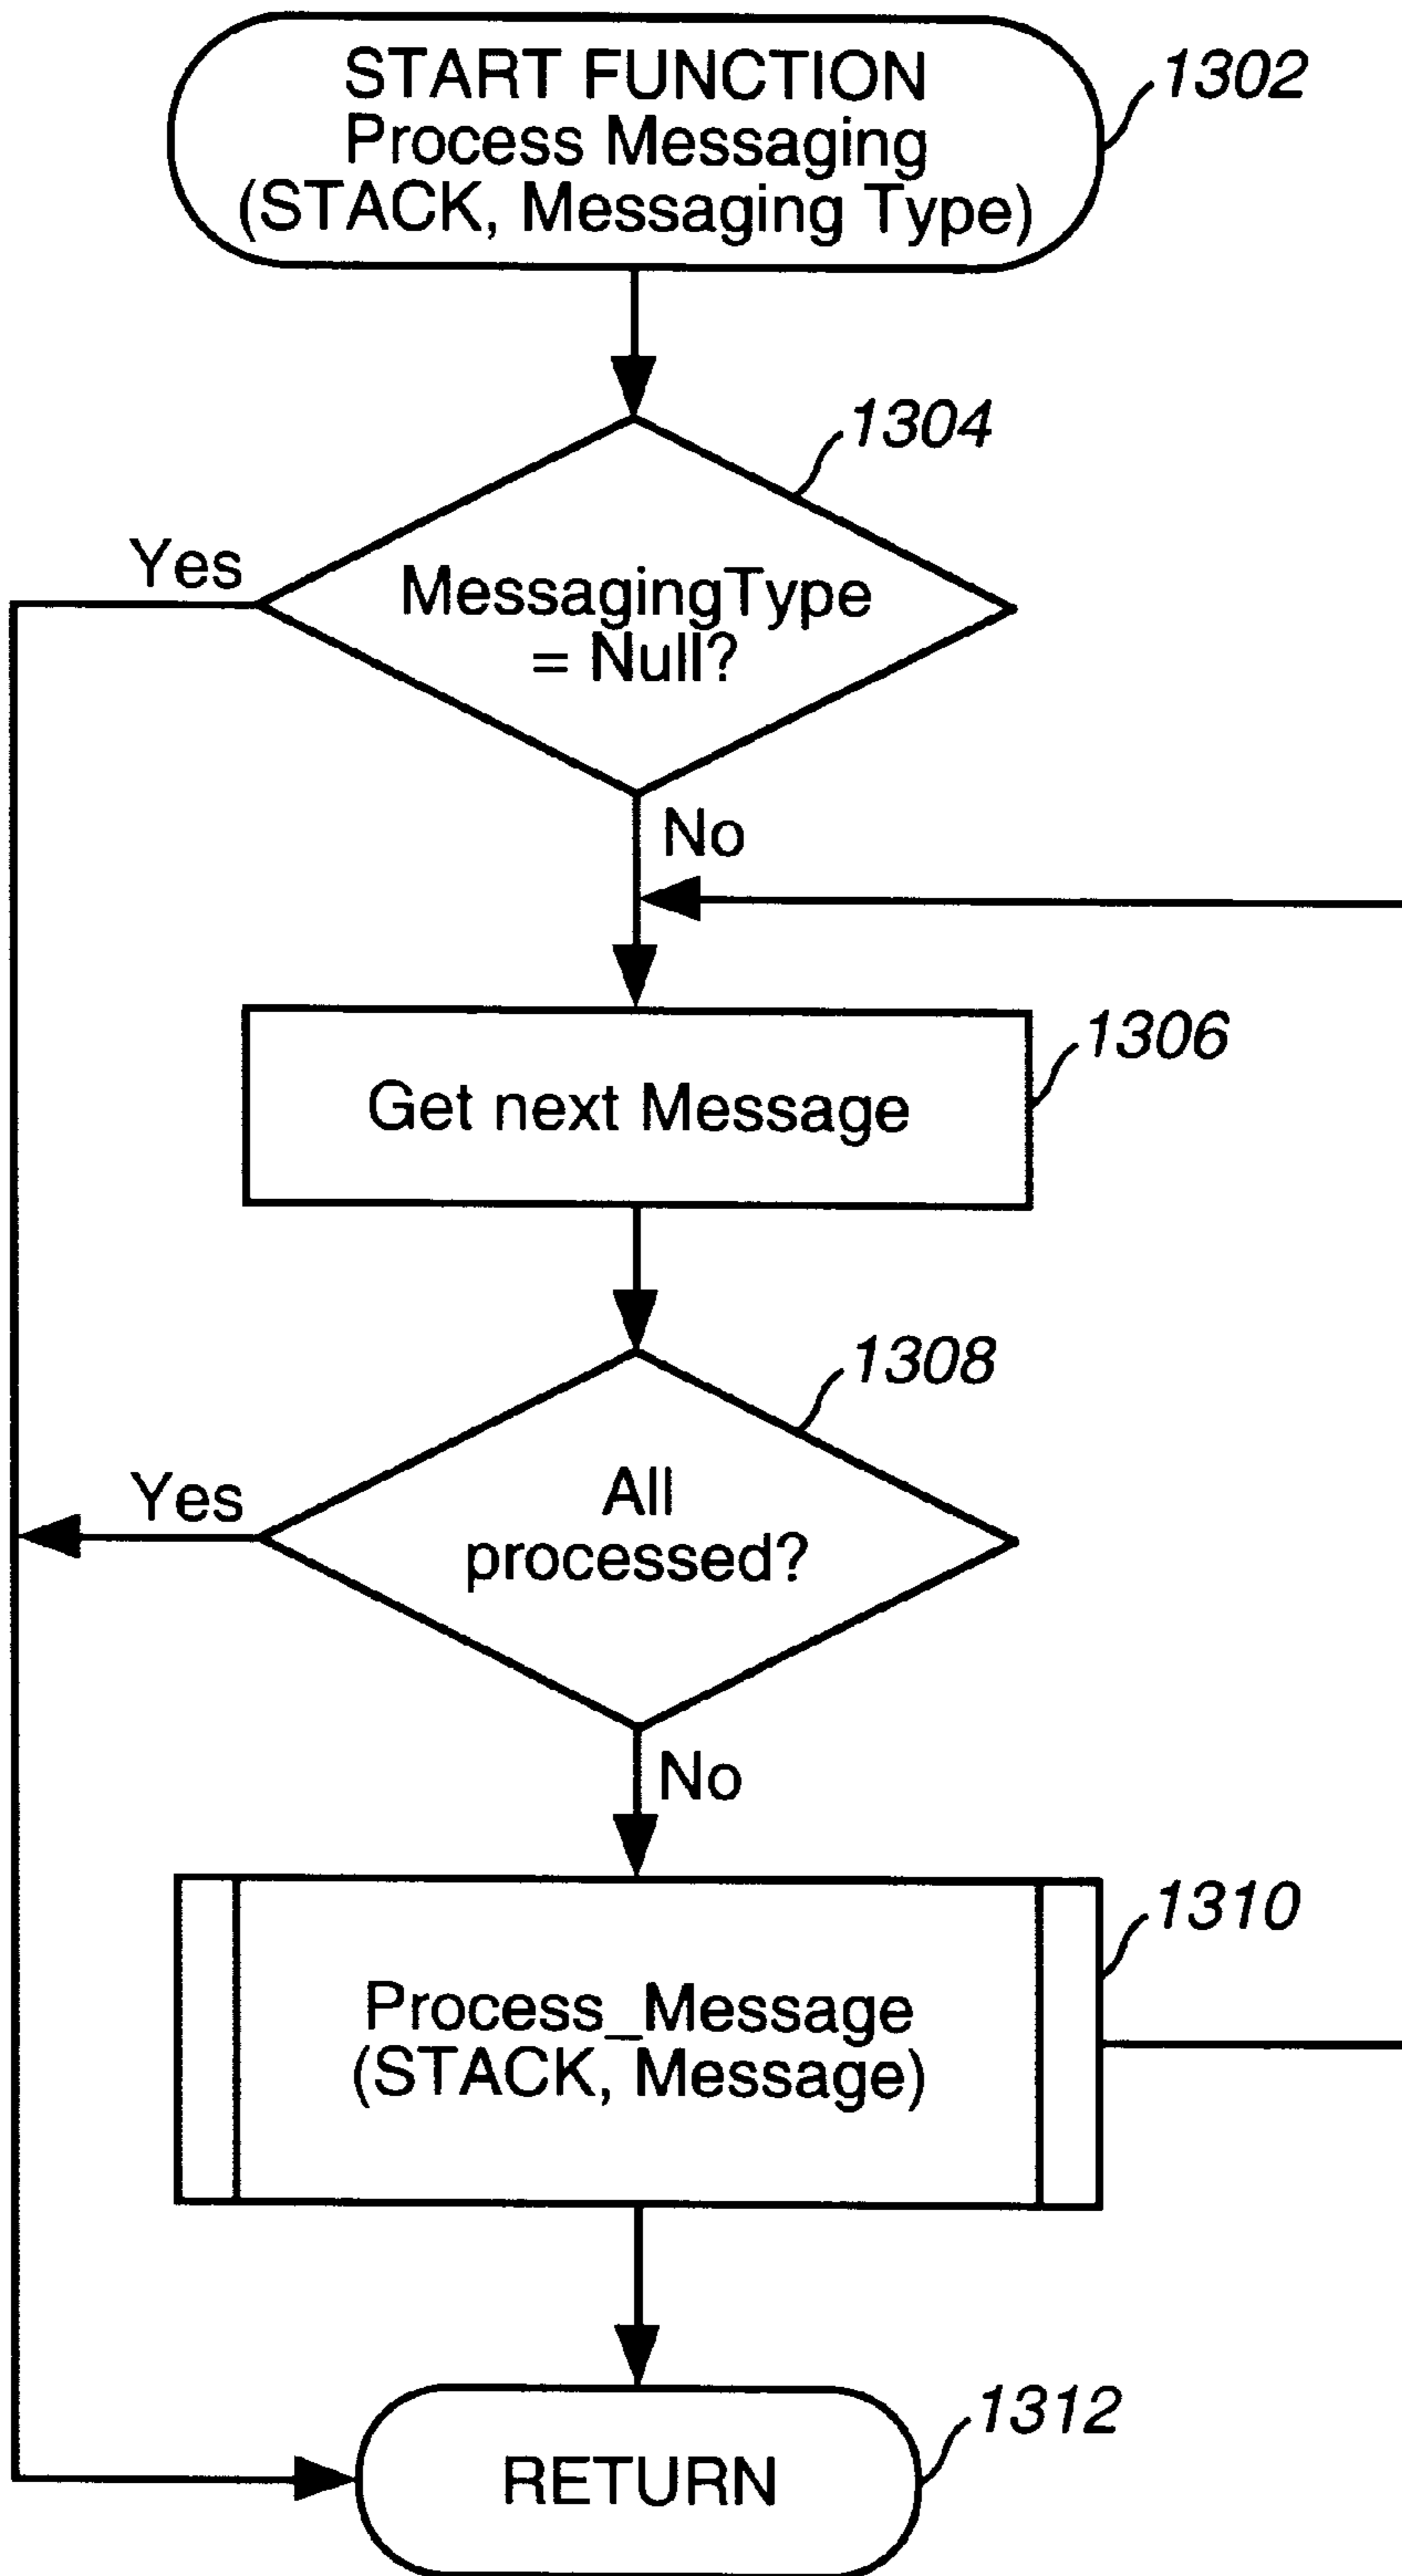 START FUNCTION
Process Messaging
(STACK, Messaging Type)
1302
1304
Yes
MessagingType
= Null?
No
1306
Get next Message
1308
Yes
All
processed?
No
1310
Process_Message
(STACK, Message)
1312
RETURN